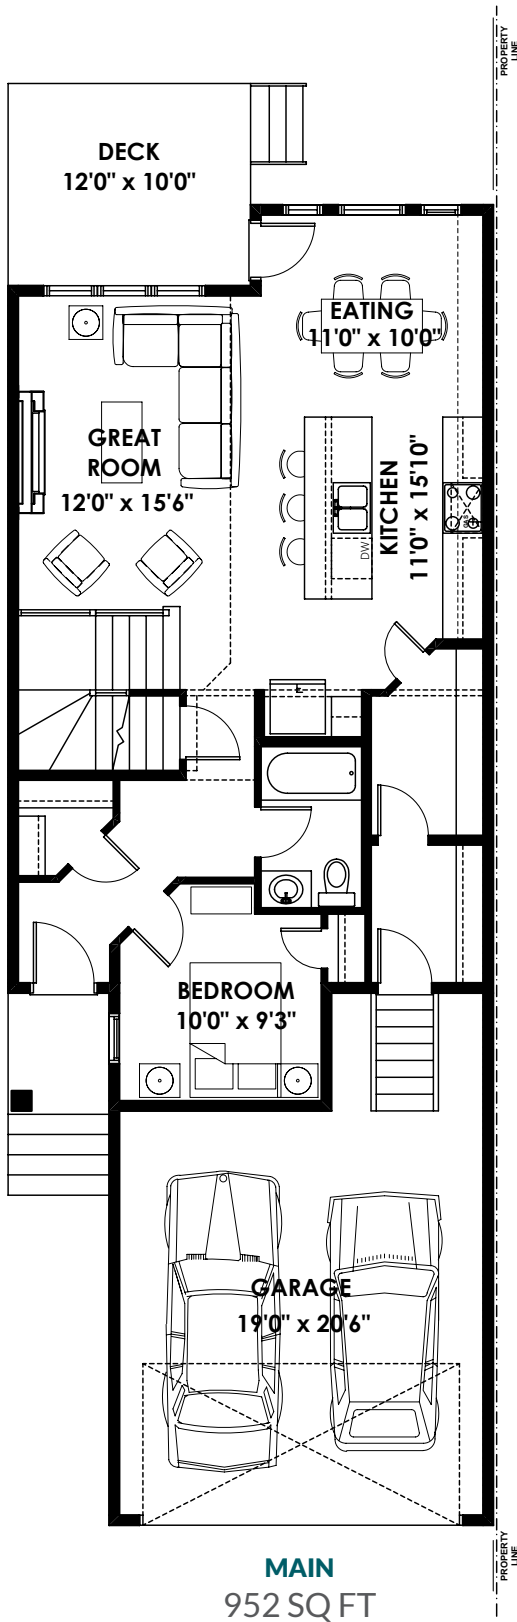 PROPERTY
LINE
DECK
12'0" x 10'0"
EATING
11'0" x 10'0"
GREAT
ROOM
12'0" x 15'6"
KITCHEN
11'0" x 15'10"
DW
F
BEDROOM
10'0" x 9'3"
GARAGE
19'0" x 20'6"
PROPERTY
LINE
MAIN
952 SQ FT